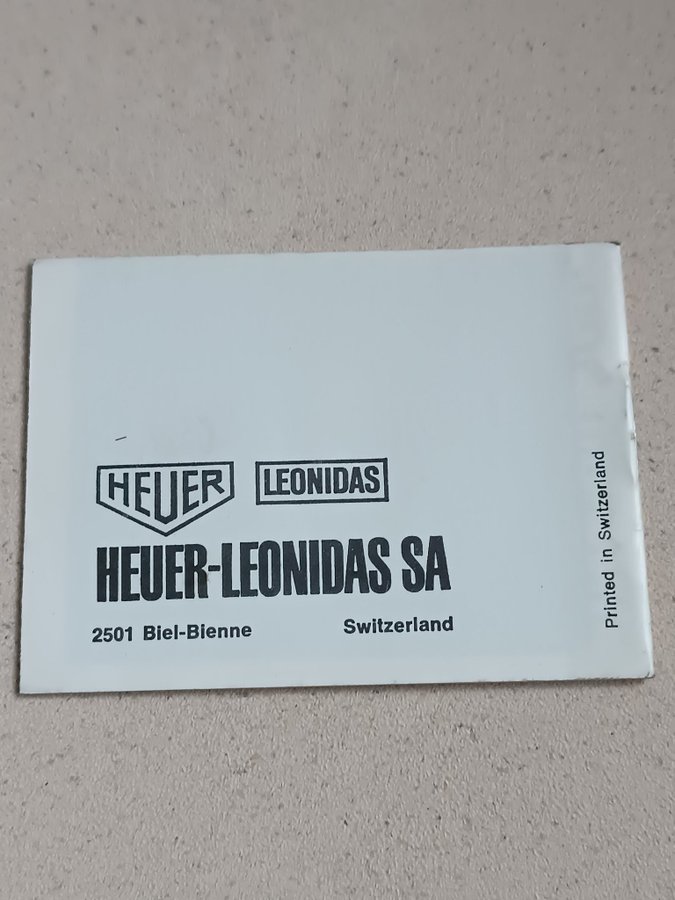 HEUER LEONIDAS
HEUER-LEONIDAS SA
2501 Biel-Bienne Switzerland
Printed in Switzerland